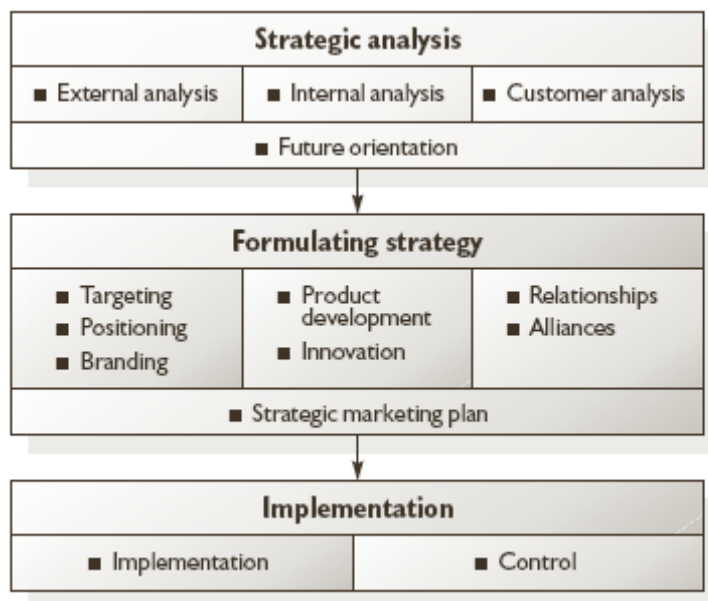 Strategic analysis
■ External analysis
■ Internal analysis
■ Customer analysis
■ Future orientation
Formulating strategy
■ Targeting
■ Positioning
■ Branding
■ Product
development
■ Innovation
■ Relationships
■ Alliances
■ Strategic marketing plan
Implementation
■ Implementation
■ Control